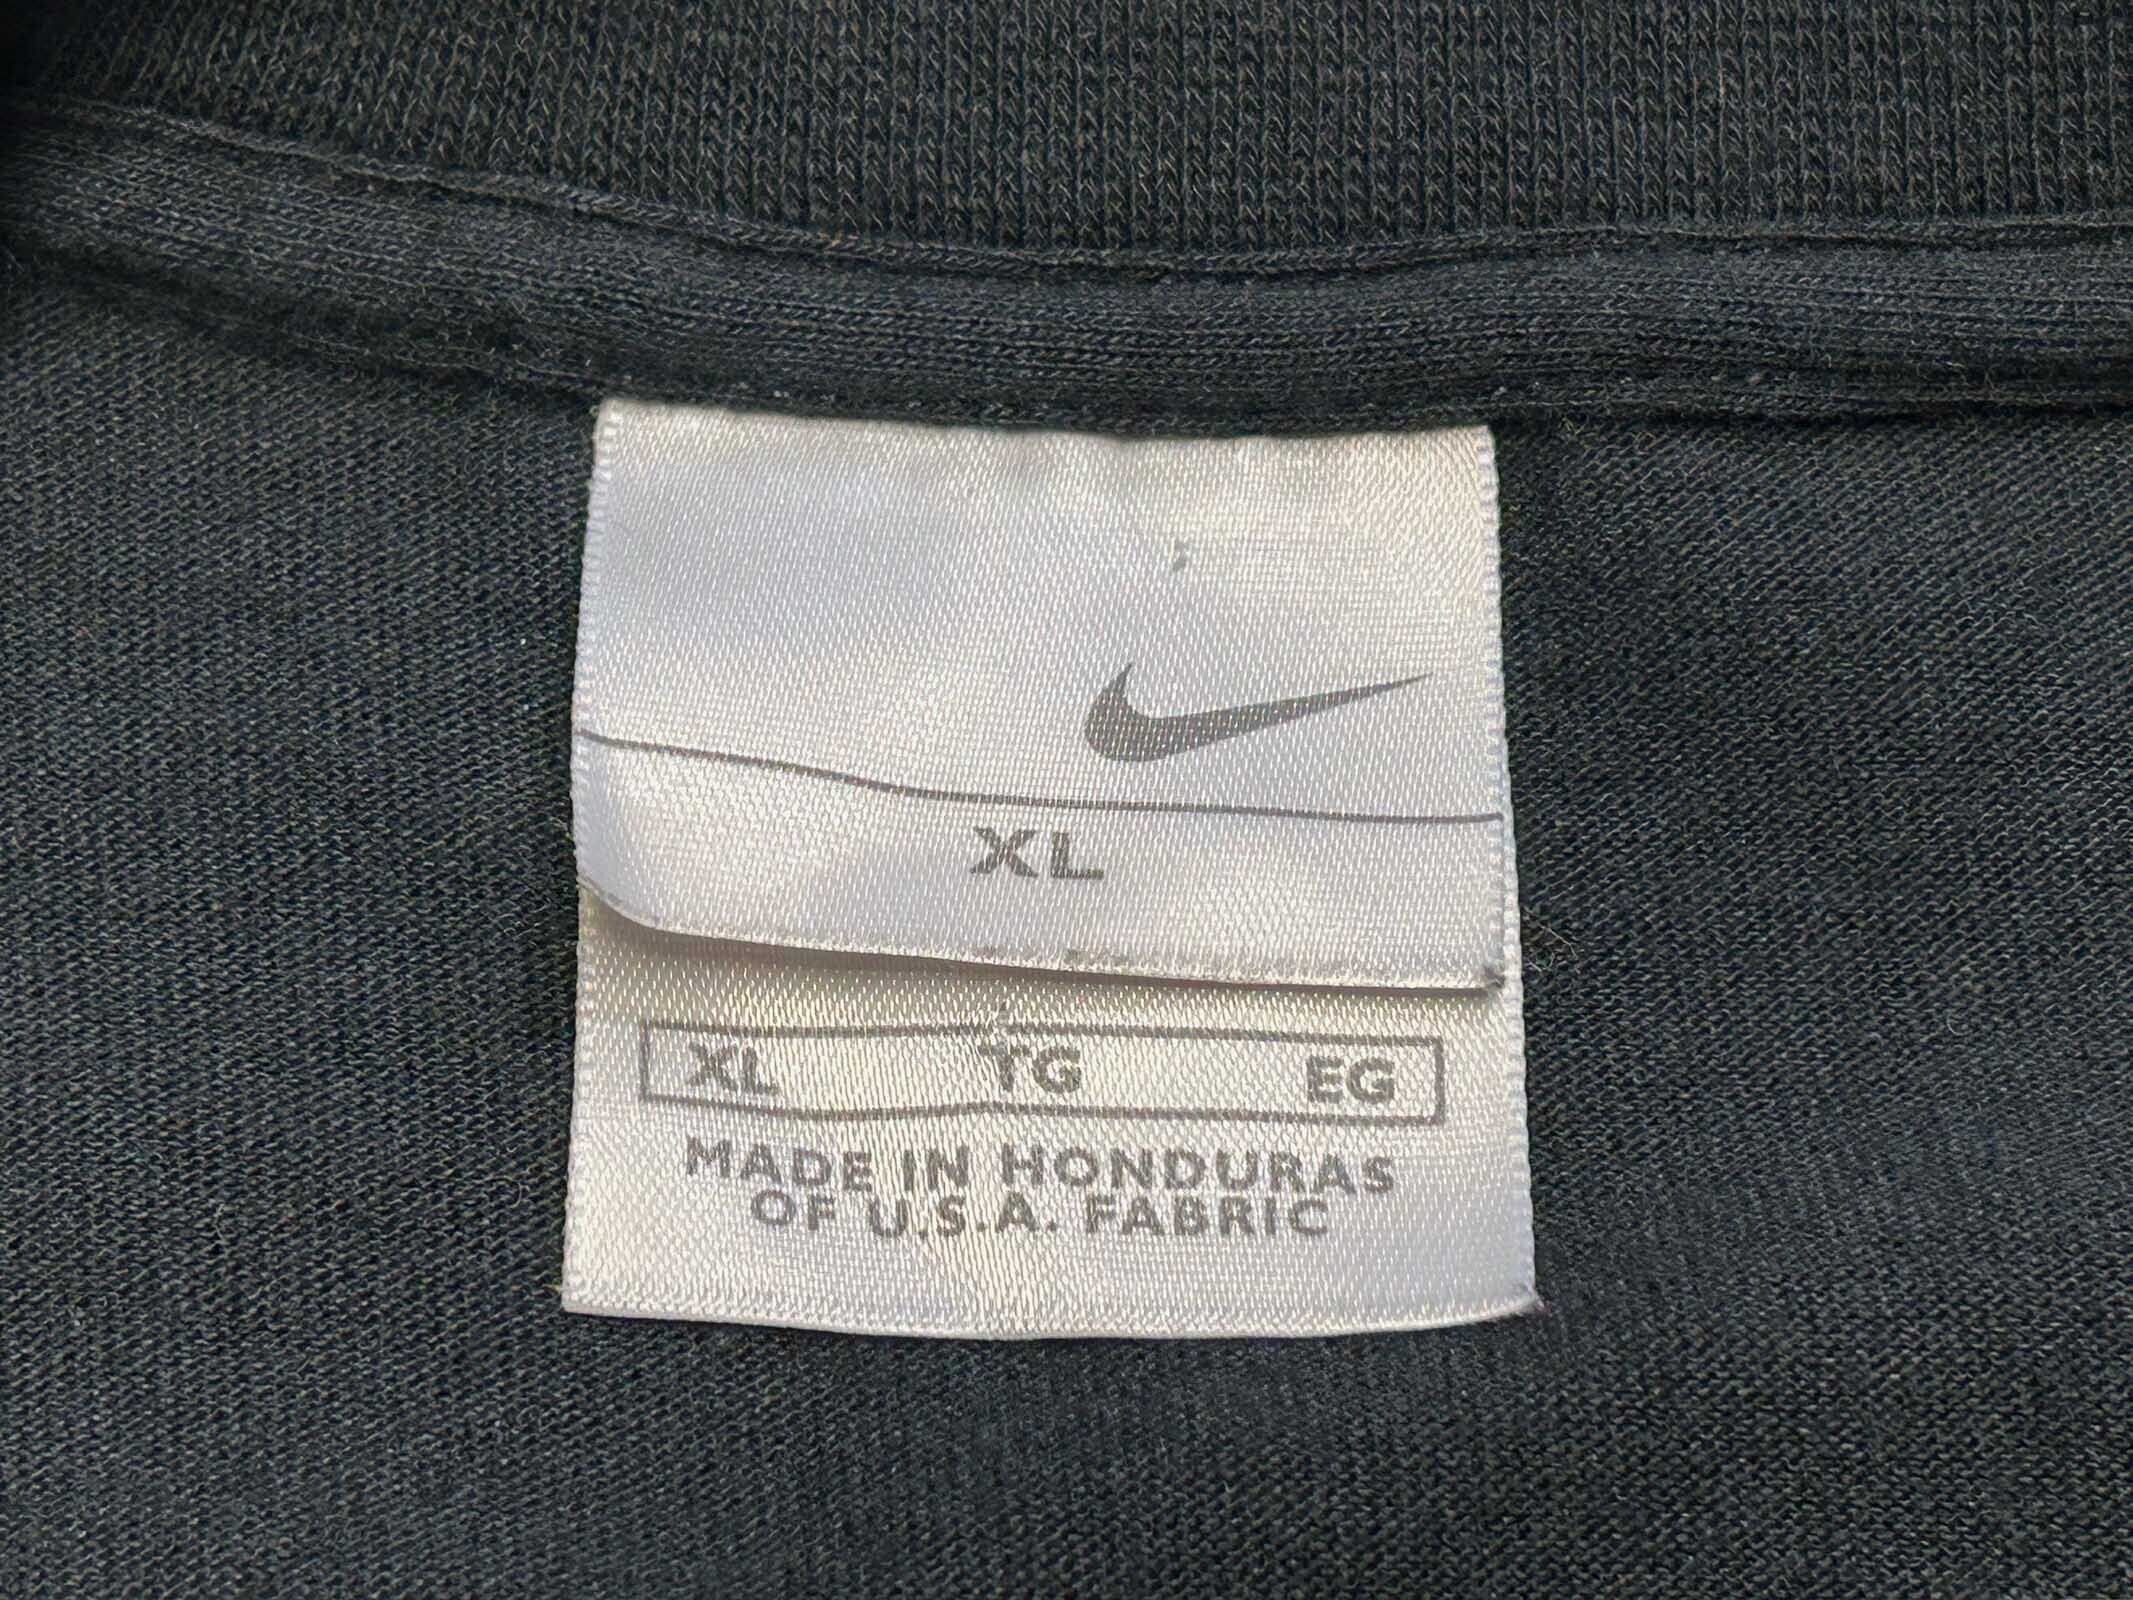 XL
XL TG EG
MADE IN HONDURAS
OF U.S.A. FABRIC